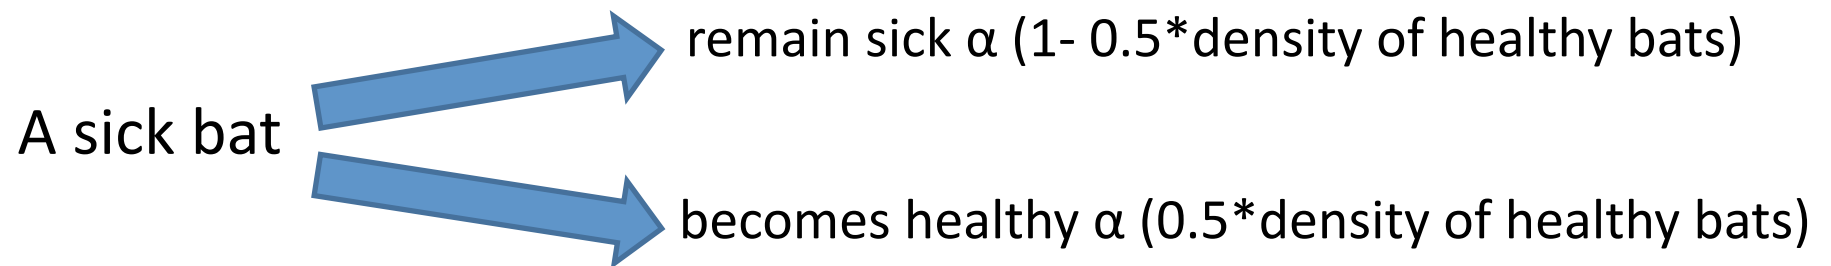 remain sick α (1- 0.5*density of healthy bats)
A sick bat
becomes healthy α (0.5*density of healthy bats)